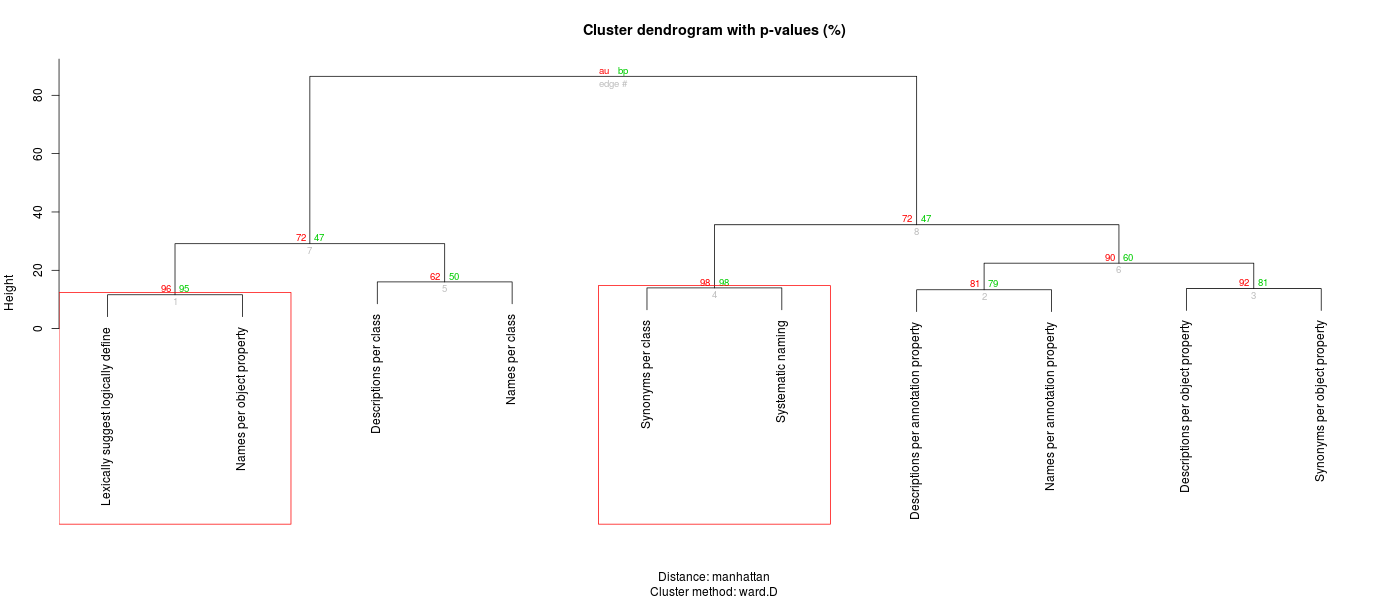 Cluster dendrogram with p-values (%)
au bp
edge #
80
60
40
20
0
Height
72 47
7
72 47
8
90 60
6
62 50
5
96 95
1
98 98
4
81 79
2
92 81
3
Lexically suggest logically define
Names per object property
Descriptions per class
Names per class
Synonyms per class
Systematic naming
Descriptions per annotation property
Names per annotation property
Descriptions per object property
Synonyms per object property
Distance: manhattan
Cluster method: ward.D